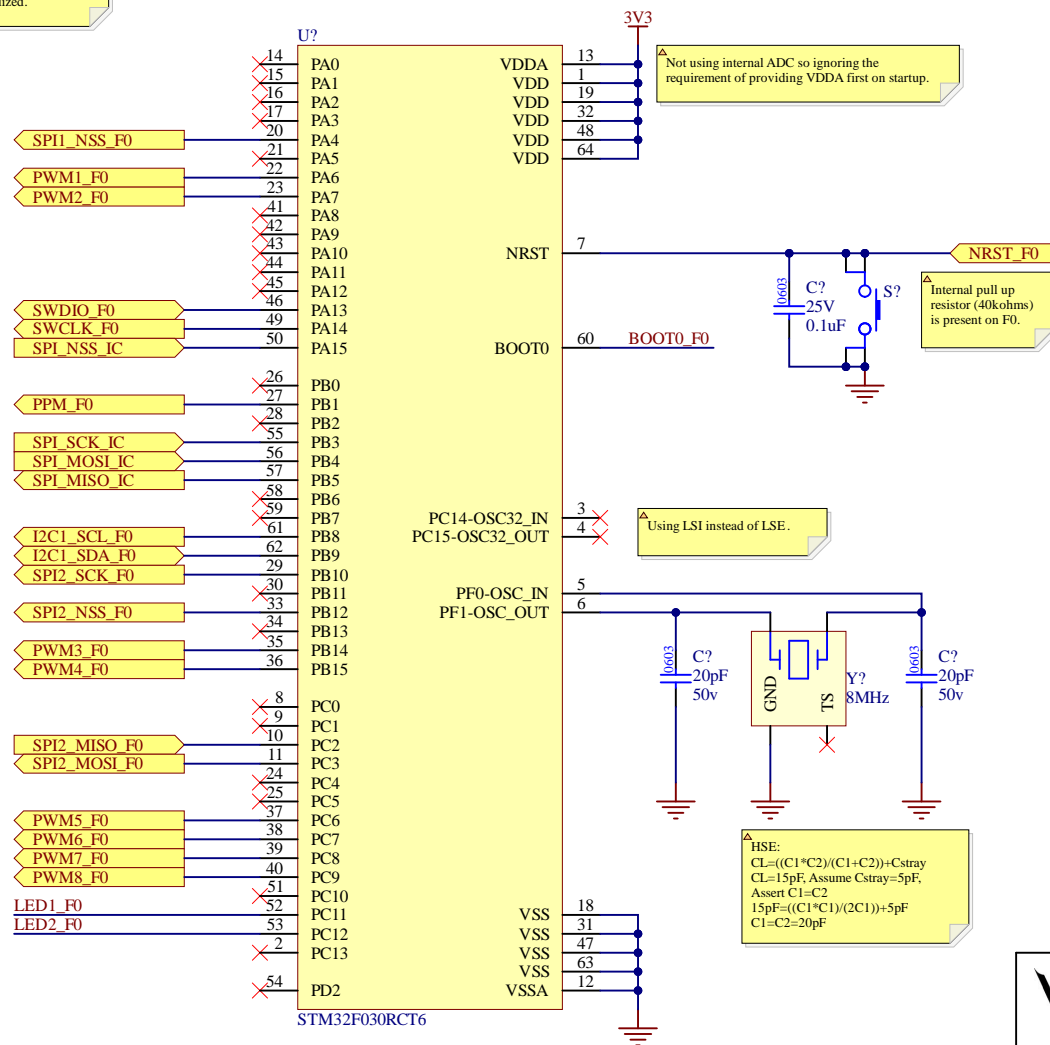 lized.
U?
3V3
14 PA0
15 PA1
16 PA2
17 PA3
SPI1_NSS_F0 20 PA4
21 PA5
PWM1_F0 22 PA6
PWM2_F0 23 PA7
41 PA8
42 PA9
43 PA10
44 PA11
45 PA12
SWDIO_F0 46 PA13
SWCLK_F0 49 PA14
SPI_NSS_IC 50 PA15
26 PB0
PPM_F0 27 PB1
28 PB2
SPI_SCK_IC 55 PB3
SPI_MOSI_IC 56 PB4
SPI_MISO_IC 57 PB5
58 PB6
59 PB7
I2C1_SCL_F0 61 PB8
I2C1_SDA_F0 62 PB9
SPI2_SCK_F0 29 PB10
30 PB11
SPI2_NSS_F0 33 PB12
34 PB13
PWM3_F0 35 PB14
PWM4_F0 36 PB15
8 PC0
9 PC1
SPI2_MISO_F0 10 PC2
SPI2_MOSI_F0 11 PC3
24 PC4
25 PC5
PWM5_F0 37 PC6
PWM6_F0 38 PC7
PWM7_F0 39 PC8
PWM8_F0 40 PC9
51 PC10
LED1_F0 52 PC11
LED2_F0 53 PC12
2 PC13
54 PD2
STM32F030RCT6
VDDA 13
VDD 1
VDD 19
VDD 32
VDD 48
VDD 64
Not using internal ADC so ignoring the
requirement of providing VDDA first on startup.
NRST 7
NRST_F0
0603
C?
25V
0.1uF
S?
Internal pull up
resistor (40kohms)
is present on F0.
BOOT0 60 BOOT0_F0
PC14-OSC32_IN 3
PC15-OSC32_OUT 4
Using LSI instead of LSE.
PF0-OSC_IN 5
PF1-OSC_OUT 6
0603
C?
20pF
50v
GND
TS
Y?
8MHz
0603
C?
20pF
50v
HSE:
CL=((C1*C2)/(C1+C2))+Cstray
CL=15pF, Assume Cstray=5pF,
Assert C1=C2
15pF=((C1*C1)/(2C1))+5pF
C1=C2=20pF
VSS 18
VSS 31
VSS 47
VSS 63
VSSA 12